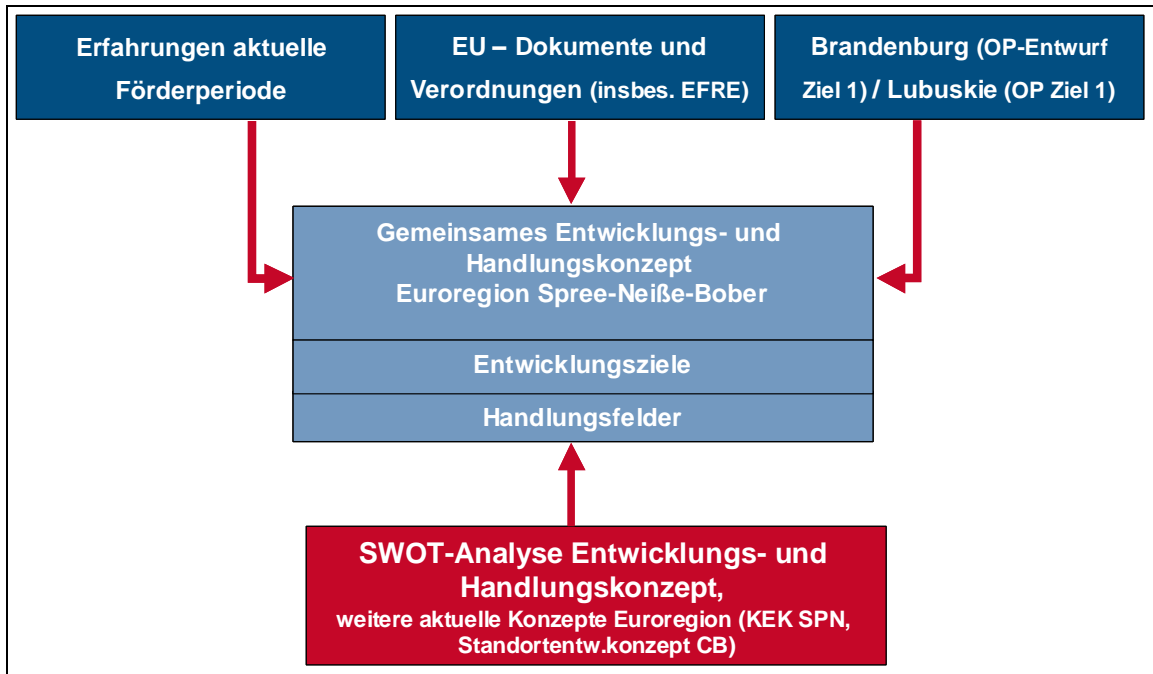 Erfahrungen aktuelle
Förderperiode
EU – Dokumente und
Verordnungen (insbes. EFRE)
Brandenburg (OP-Entwurf
Ziel 1) / Lubuskie (OP Ziel 1)
Gemeinsames Entwicklungs- und
Handlungskonzept
Euroregion Spree-Neiße-Bober
Entwicklungsziele
Handlungsfelder
SWOT-Analyse Entwicklungs- und
Handlungskonzept,
weitere aktuelle Konzepte Euroregion (KEK SPN,
Standortentw.konzept CB)